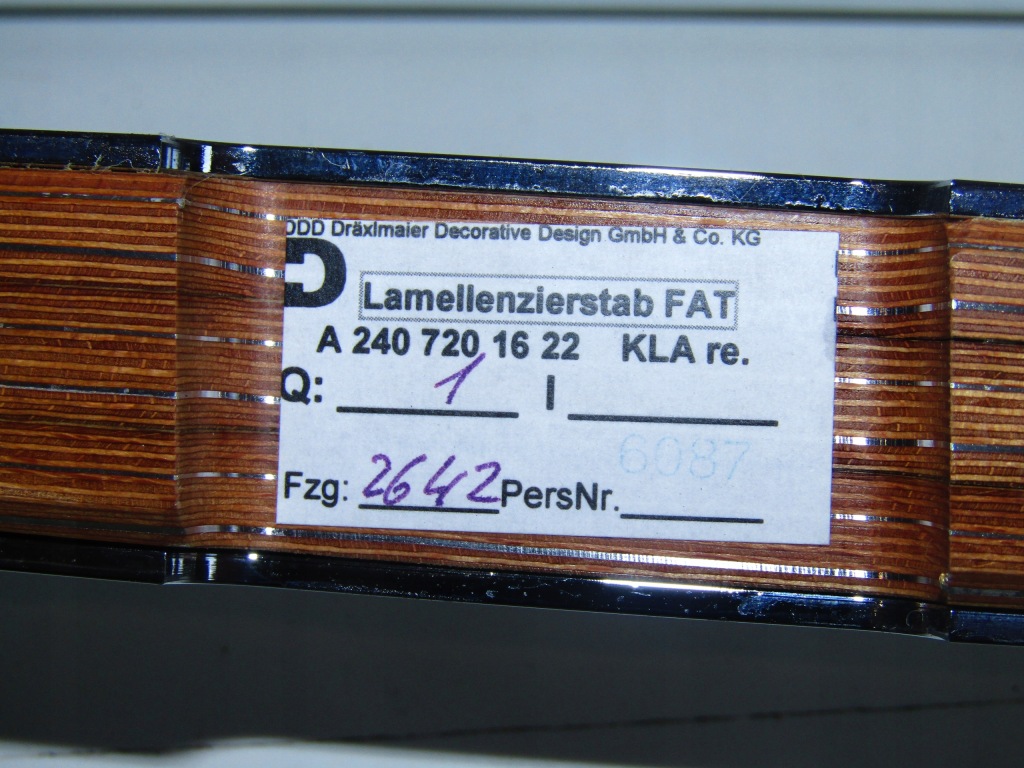 DDD Dräxlmaier Decorative Design GmbH & Co. KG
D
Lamellenzierstab FAT
A 240 720 16 22 KLA re.
Q: 1 I
6087
Fzg: 2642 PersNr.